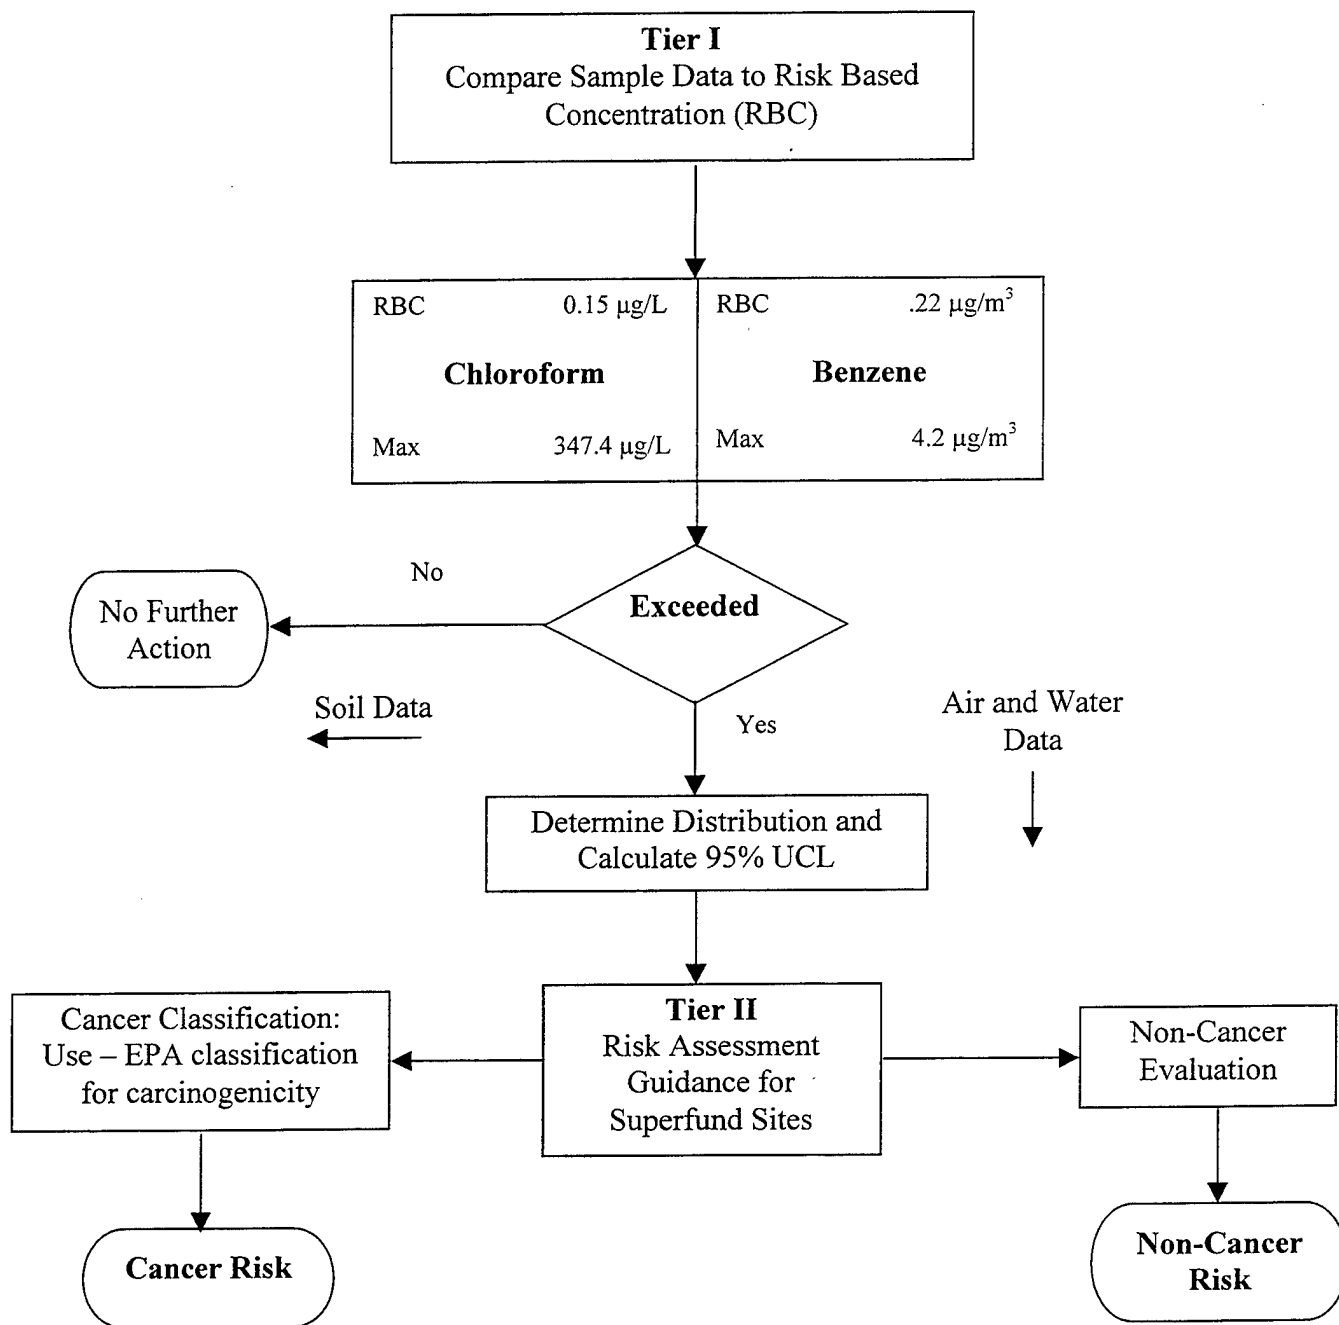 Tier I
Compare Sample Data to Risk Based
Concentration (RBC)
RBC 0.15 µg/L
Chloroform
Max 347.4 µg/L
RBC .22 µg/m³
Benzene
Max 4.2 µg/m³
No
Exceeded
No Further
Action
Soil Data
Yes
Air and Water
Data
Determine Distribution and
Calculate 95% UCL
Cancer Classification:
Use – EPA classification
for carcinogenicity
Tier II
Risk Assessment
Guidance for
Superfund Sites
Non-Cancer
Evaluation
Cancer Risk
Non-Cancer
Risk